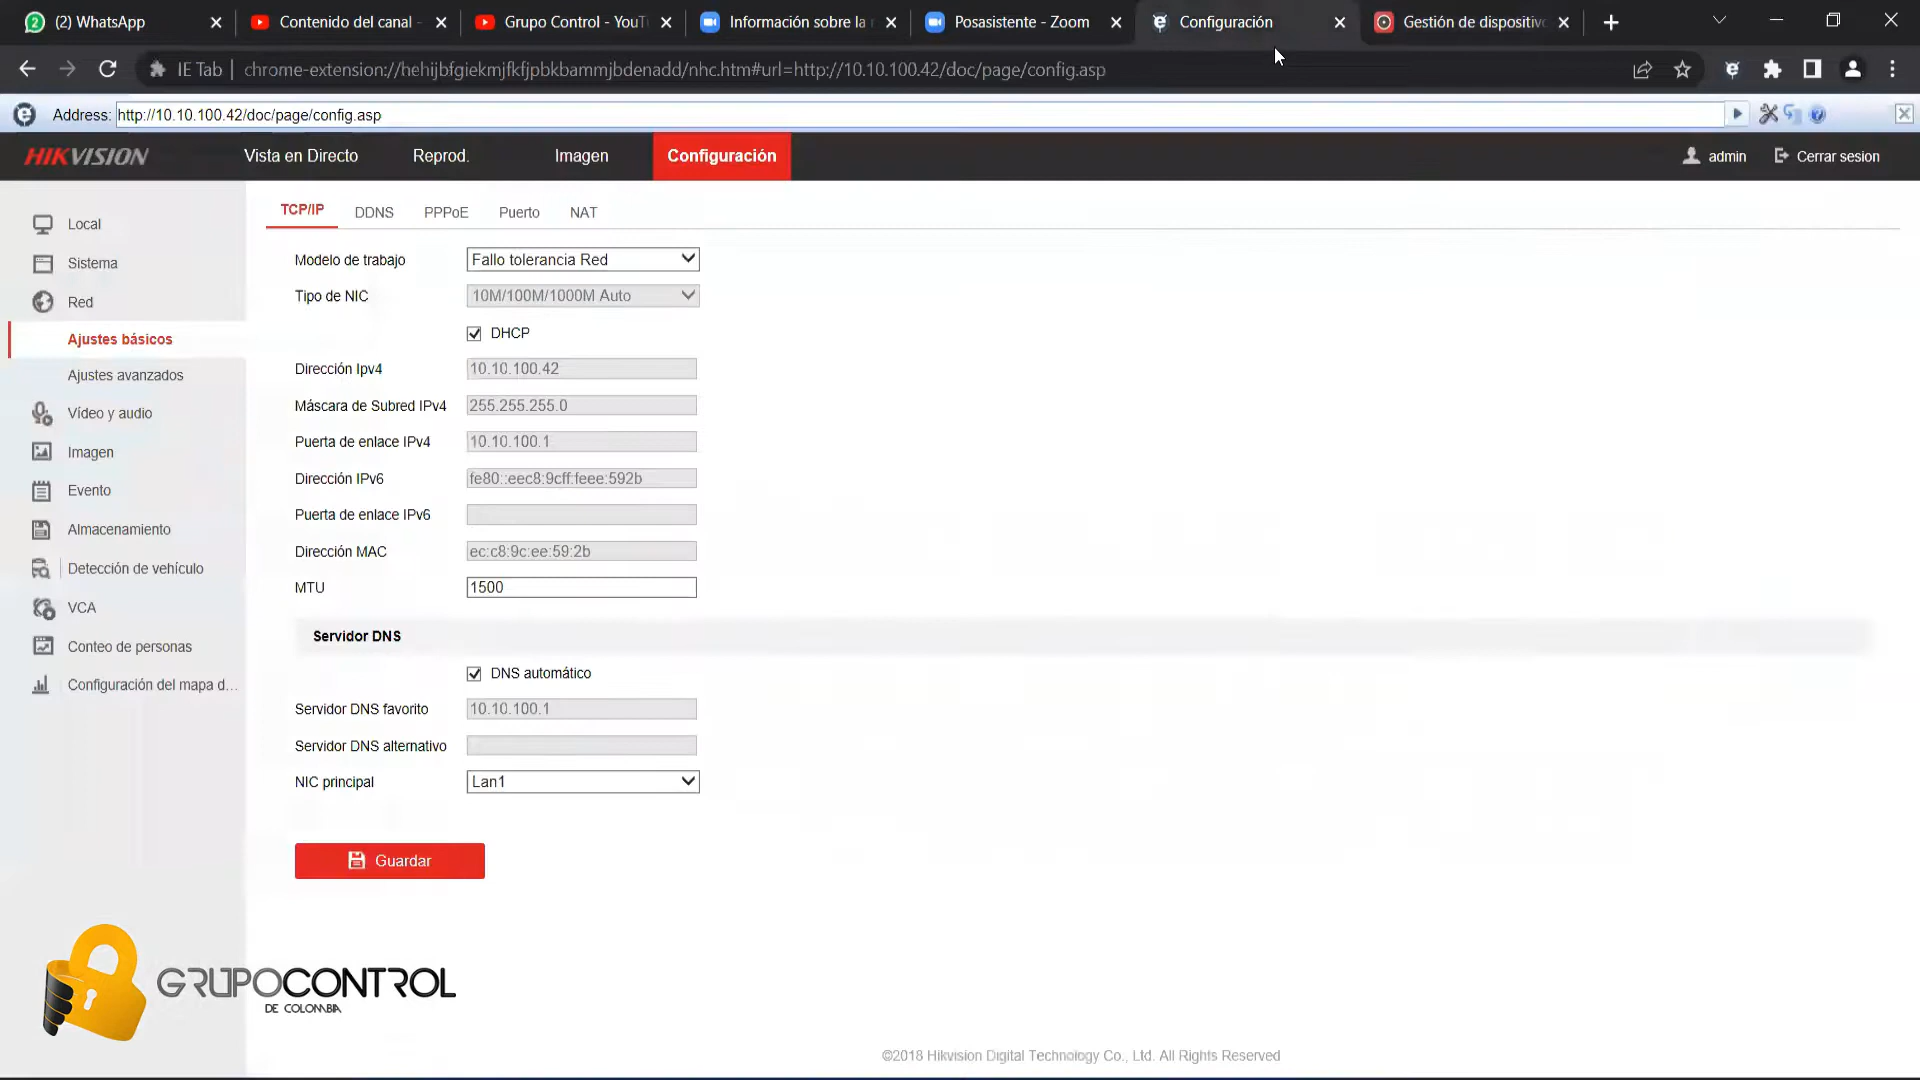 (2) WhatsApp
Contenido del canal -
Grupo Control - YouT
Información sobre la r
Posasistente - Zoom
Configuración
Gestión de dispositiv
IE Tab
chrome-extension://hehijbfgiekmjfkfjpbkbammjbdenadd/nhc.htm#url=http://10.10.100.42/doc/page/config.asp
Address: http://10.10.100.42/doc/page/config.asp
HIKVISION
Vista en Directo
Reprod.
Imagen
Configuración
admin
Cerrar sesion
Local
Sistema
Red
Ajustes básicos
Ajustes avanzados
Vídeo y audio
Imagen
Evento
Almacenamiento
Detección de vehículo
VCA
Conteo de personas
Configuración del mapa d...
TCP/IP
DDNS
PPPoE
Puerto
NAT
Modelo de trabajo Fallo tolerancia Red
Tipo de NIC 10M/100M/1000M Auto
DHCP
Dirección Ipv4 10.10.100.42
Máscara de Subred IPv4 255.255.255.0
Puerta de enlace IPv4 10.10.100.1
Dirección IPv6 fe80::eec8:9cff:feee:592b
Puerta de enlace IPv6
Dirección MAC ec:c8:9c:ee:59:2b
MTU 1500
Servidor DNS
DNS automático
Servidor DNS favorito 10.10.100.1
Servidor DNS alternativo
NIC principal Lan1
Guardar
GRUPOCONTROL
DE COLOMBIA
©2018 Hikvision Digital Technology Co., Ltd. All Rights Reserved